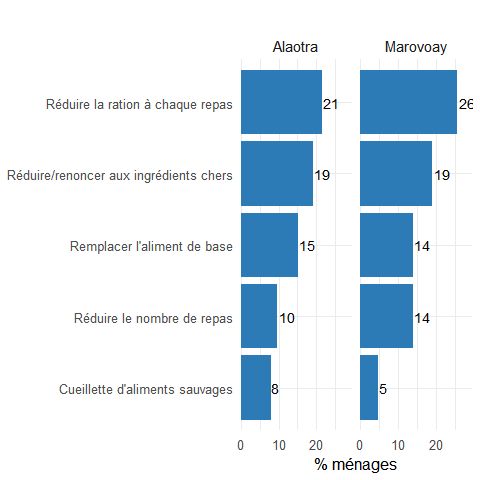 Alaotra Marovoay
Réduire la ration à chaque repas 21 26
Réduire/renoncer aux ingrédients chers 19 19
Remplacer l'aliment de base 15 14
Réduire le nombre de repas 10 14
Cueillette d'aliments sauvages 8 5
0 10 20 0 10 20
% ménages